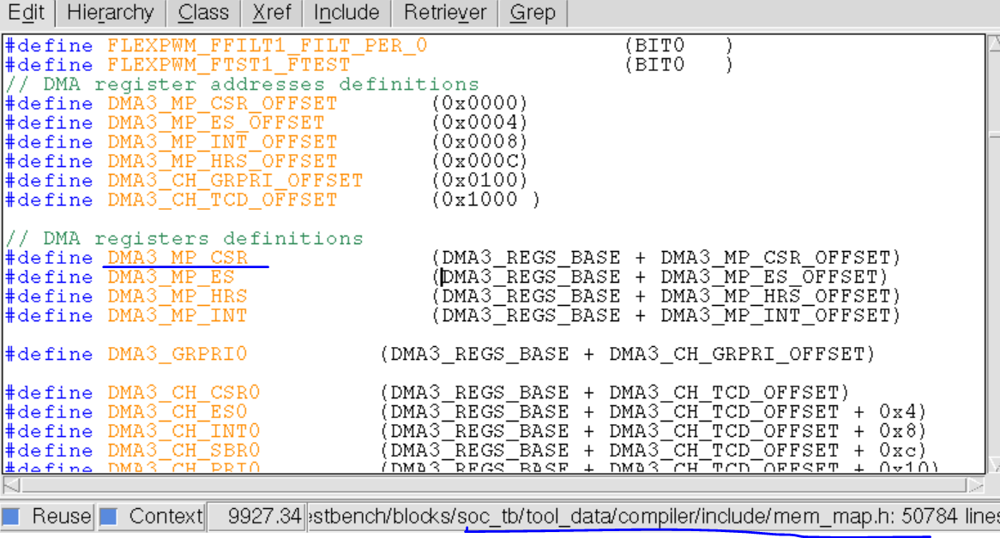 Edit Hierarchy Class Xref Include Retriever Grep
#define FLEXPWM_FFILT1_FILT_PER_0 (BIT0 )
#define FLEXPWM_FTST1_FTEST (BIT0 )
// DMA register addresses definitions
#define DMA3_MP_CSR_OFFSET (0x0000)
#define DMA3_MP_ES_OFFSET (0x0004)
#define DMA3_MP_INT_OFFSET (0x0008)
#define DMA3_MP_HRS_OFFSET (0x000C)
#define DMA3_CH_GRPRI_OFFSET (0x0100)
#define DMA3_CH_TCD_OFFSET (0x1000 )
// DMA registers definitions
#define DMA3_MP_CSR (DMA3_REGS_BASE + DMA3_MP_CSR_OFFSET)
#define DMA3_MP_ES (DMA3_REGS_BASE + DMA3_MP_ES_OFFSET)
#define DMA3_MP_HRS (DMA3_REGS_BASE + DMA3_MP_HRS_OFFSET)
#define DMA3_MP_INT (DMA3_REGS_BASE + DMA3_MP_INT_OFFSET)
#define DMA3_GRPRI0 (DMA3_REGS_BASE + DMA3_CH_GRPRI_OFFSET)
#define DMA3_CH_CSR0 (DMA3_REGS_BASE + DMA3_CH_TCD_OFFSET)
#define DMA3_CH_ES0 (DMA3_REGS_BASE + DMA3_CH_TCD_OFFSET + 0x4)
#define DMA3_CH_INT0 (DMA3_REGS_BASE + DMA3_CH_TCD_OFFSET + 0x8)
#define DMA3_CH_SBR0 (DMA3_REGS_BASE + DMA3_CH_TCD_OFFSET + 0xc)
#define DMA3_CH_PRI0 (DMA3_REGS_BASE + DMA3_CH_TCD_OFFSET + 0x10)
Reuse Context 9927.34 estbench/blocks/soc_tb/tool_data/compiler/include/mem_map.h: 50784 lines